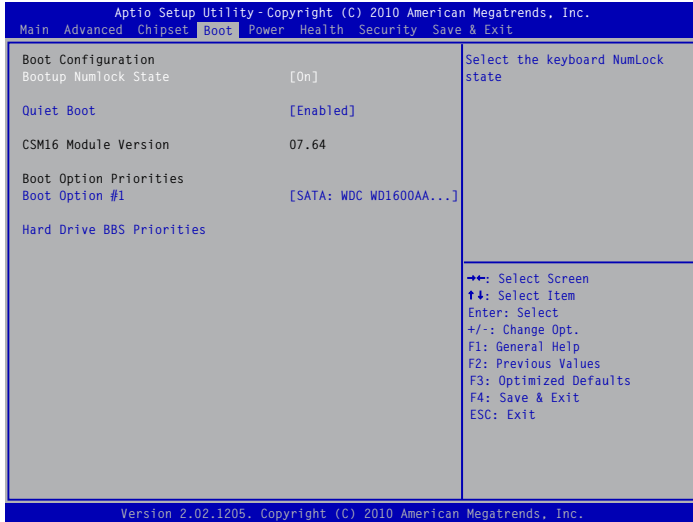 Aptio Setup Utility - Copyright (C) 2010 American Megatrends, Inc.
Main Advanced Chipset Boot Power Health Security Save & Exit
Boot Configuration
Bootup Numlock State [On]
Quiet Boot [Enabled]
CSM16 Module Version 07.64
Boot Option Priorities
Boot Option #1 [SATA: WDC WD1600AA...]
Hard Drive BBS Priorities
Select the keyboard NumLock
state
→←: Select Screen
↑↓: Select Item
Enter: Select
+/-: Change Opt.
F1: General Help
F2: Previous Values
F3: Optimized Defaults
F4: Save & Exit
ESC: Exit
Version 2.02.1205. Copyright (C) 2010 American Megatrends, Inc.